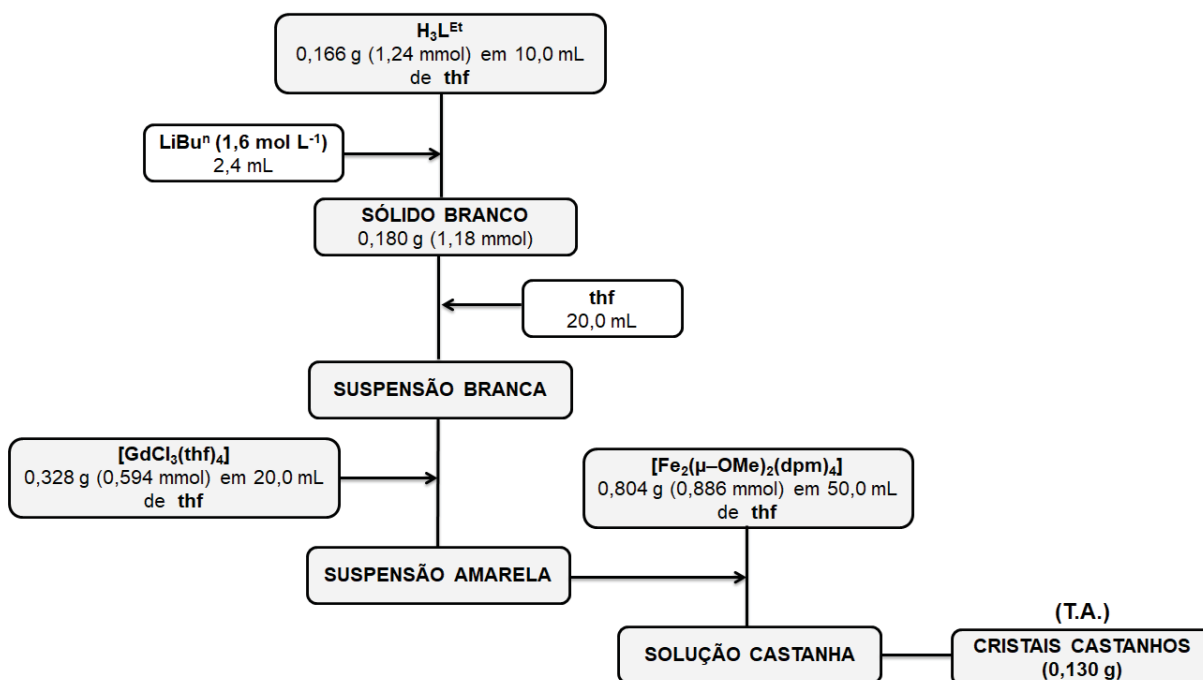 H₃Lᴱᵗ
0,166 g (1,24 mmol) em 10,0 mL
de thf
LiBuⁿ (1,6 mol L⁻¹)
2,4 mL
SÓLIDO BRANCO
0,180 g (1,18 mmol)
thf
20,0 mL
SUSPENSÃO BRANCA
[GdCl₃(thf)₄]
0,328 g (0,594 mmol) em 20,0 mL
de thf
[Fe₂(µ–OMe)₂(dpm)₄]
0,804 g (0,886 mmol) em 50,0 mL
de thf
SUSPENSÃO AMARELA
SOLUÇÃO CASTANHA
(T.A.)
CRISTAIS CASTANHOS
(0,130 g)